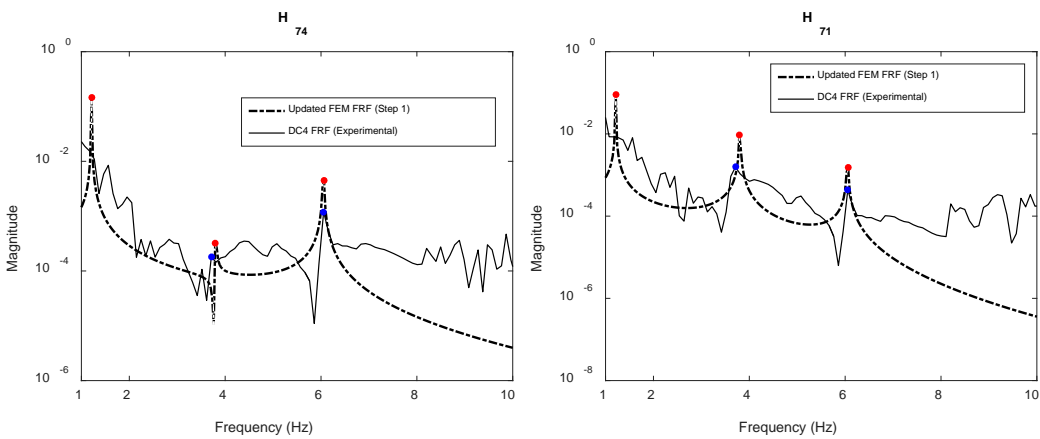 H
74
10 0
10 -2
10 -4
10 -6
Magnitude
Updated FEM FRF (Step 1)
DC4 FRF (Experimental)
1 2 4 6 8 10
Frequency (Hz)
H
71
10 0
10 -2
10 -4
10 -6
10 -8
Magnitude
Updated FEM FRF (Step 1)
DC4 FRF (Experimental)
1 2 4 6 8 10
Frequency (Hz)